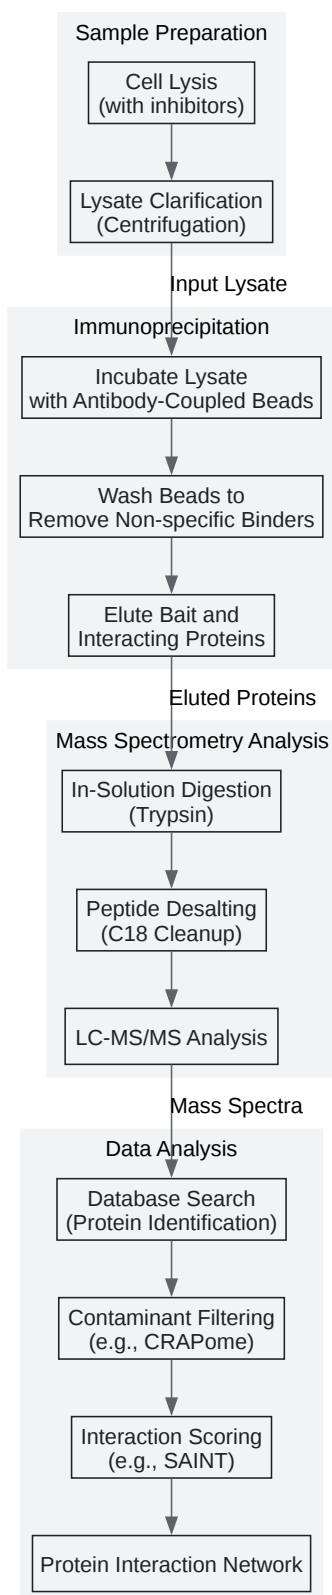 Sample Preparation
Cell Lysis
(with inhibitors)
Lysate Clarification
(Centrifugation)
Input Lysate
Immunoprecipitation
Incubate Lysate
with Antibody-Coupled Beads
Wash Beads to
Remove Non-specific Binders
Elute Bait and
Interacting Proteins
Eluted Proteins
Mass Spectrometry Analysis
In-Solution Digestion
(Trypsin)
Peptide Desalting
(C18 Cleanup)
LC-MS/MS Analysis
Mass Spectra
Data Analysis
Database Search
(Protein Identification)
Contaminant Filtering
(e.g., CRAPome)
Interaction Scoring
(e.g., SAINT)
Protein Interaction Network